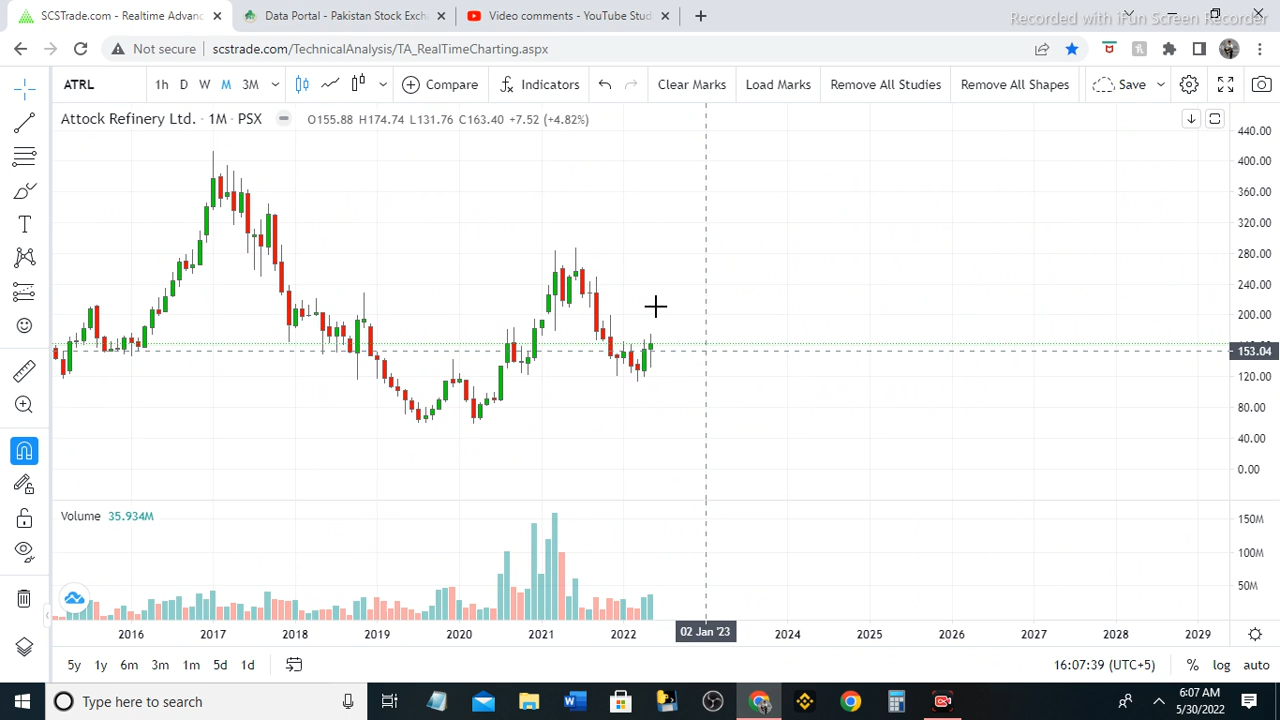 SCSTrade.com - Realtime Advanc
Data Portal - Pakistan Stock Exch
Video comments - YouTube Stud
Recorded with iFun Screen Recorder
Not secure
scstrade.com/TechnicalAnalysis/TA_RealTimeCharting.aspx
ATRL 1h D W M 3M Compare Indicators Clear Marks Load Marks Remove All Studies Remove All Shapes Save
Attock Refinery Ltd. · 1M · PSX O155.88 H174.74 L131.76 C163.40 +7.52 (+4.82%)
440.00
400.00
360.00
320.00
280.00
240.00
200.00
153.04
120.00
80.00
40.00
0.00
Volume 35.934M
150M
100M
50M
2016 2017 2018 2019 2020 2021 2022 02 Jan '23 2024 2025 2026 2027 2028 2029
5y 1y 6m 3m 1m 5d 1d 16:07:39 (UTC+5) % log auto
Type here to search
6:07 AM
5/30/2022